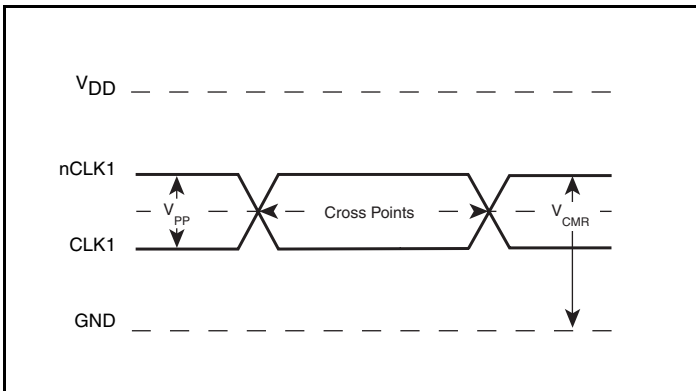 VDD
nCLK1
VPP
Cross Points
VCMR
CLK1
GND